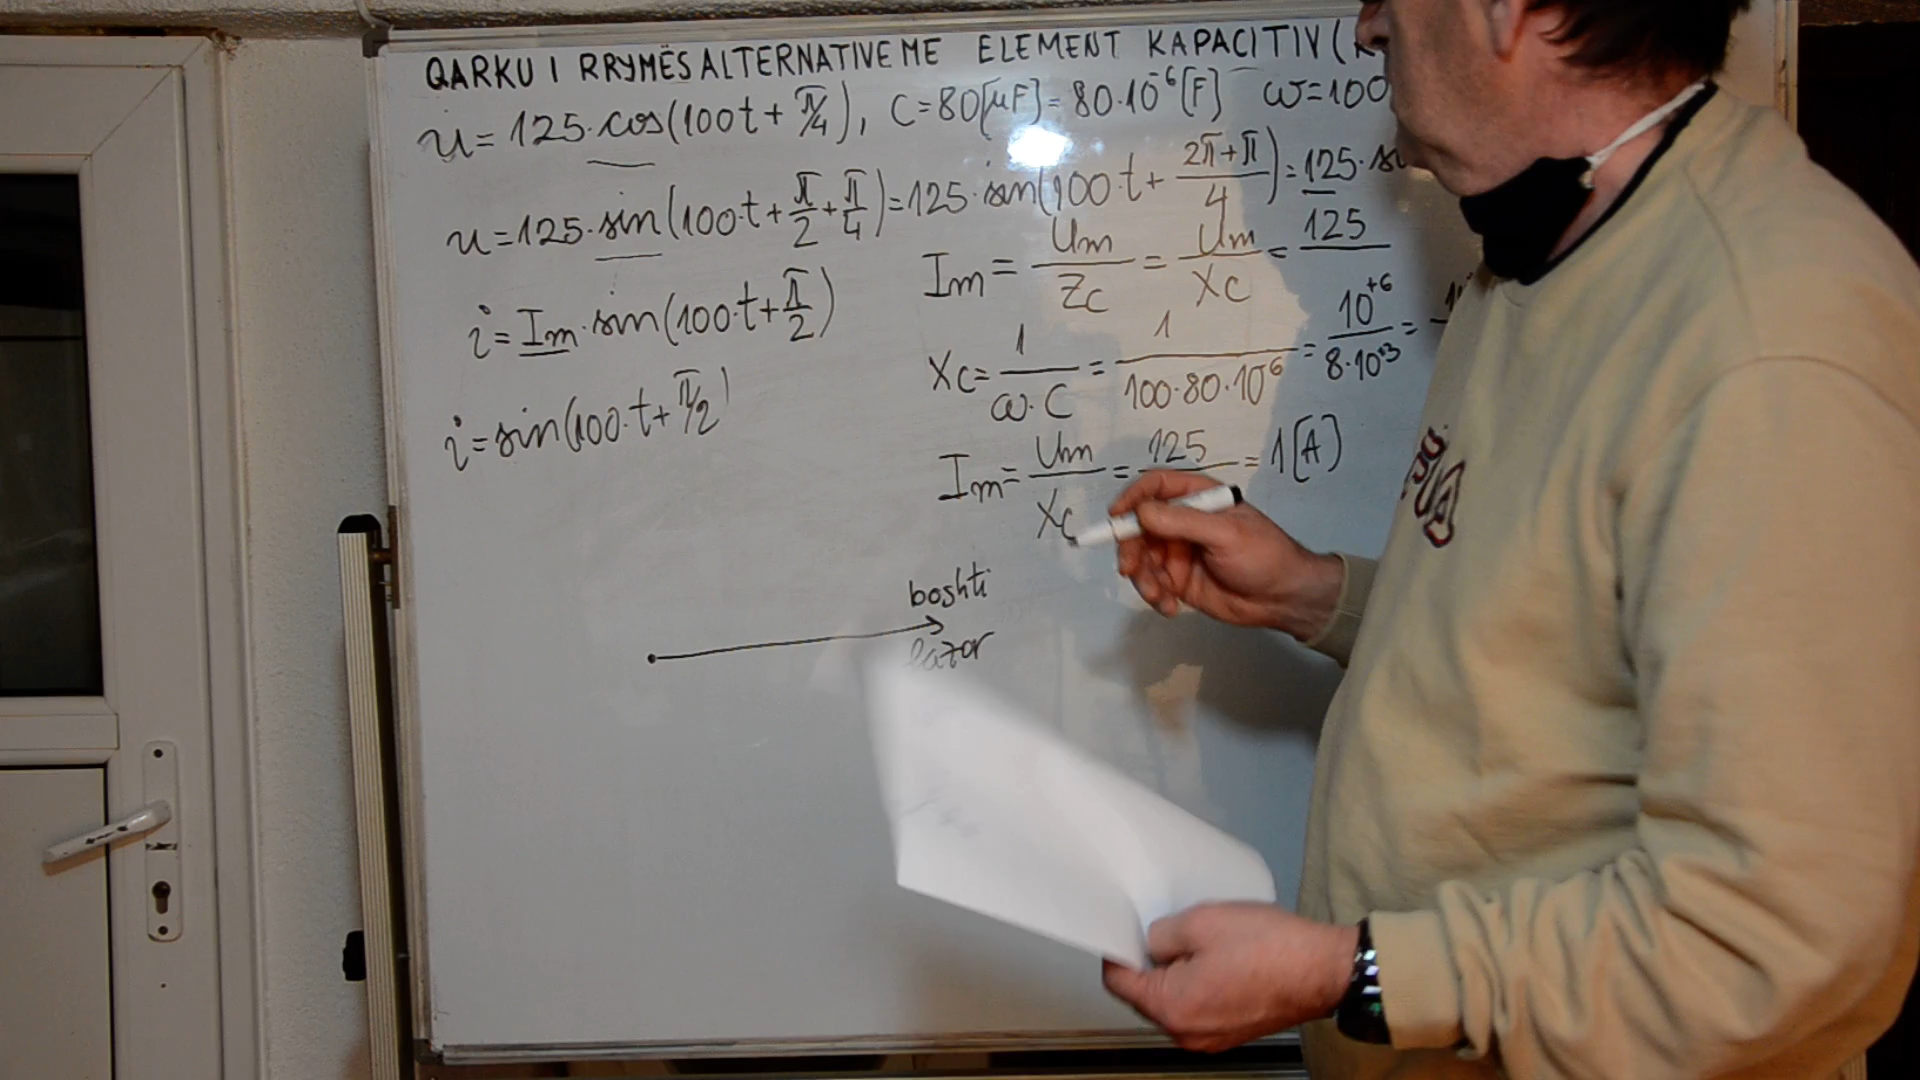 QARKU I RRYMËS ALTERNATIVE ME ELEMENT KAPACITIV (
u=125·cos(100t+π/4), C=80[μF]=80·10⁻⁶[F] ω=100
u=125·sin(100·t+π/2+π/4)=125·sin(100·t+(2π+π)/4)=125·
i=Im·sin(100·t+π/2)
i=sin(100·t+π/2)
Im=Um/Zc=Um/Xc=125
Xc=1/(ω·C)=1/(100·80·10⁻⁶)=10⁺⁶/(8·10⁺³)=
Im=Um/Xc=125 =1[A]
boshti
fazor